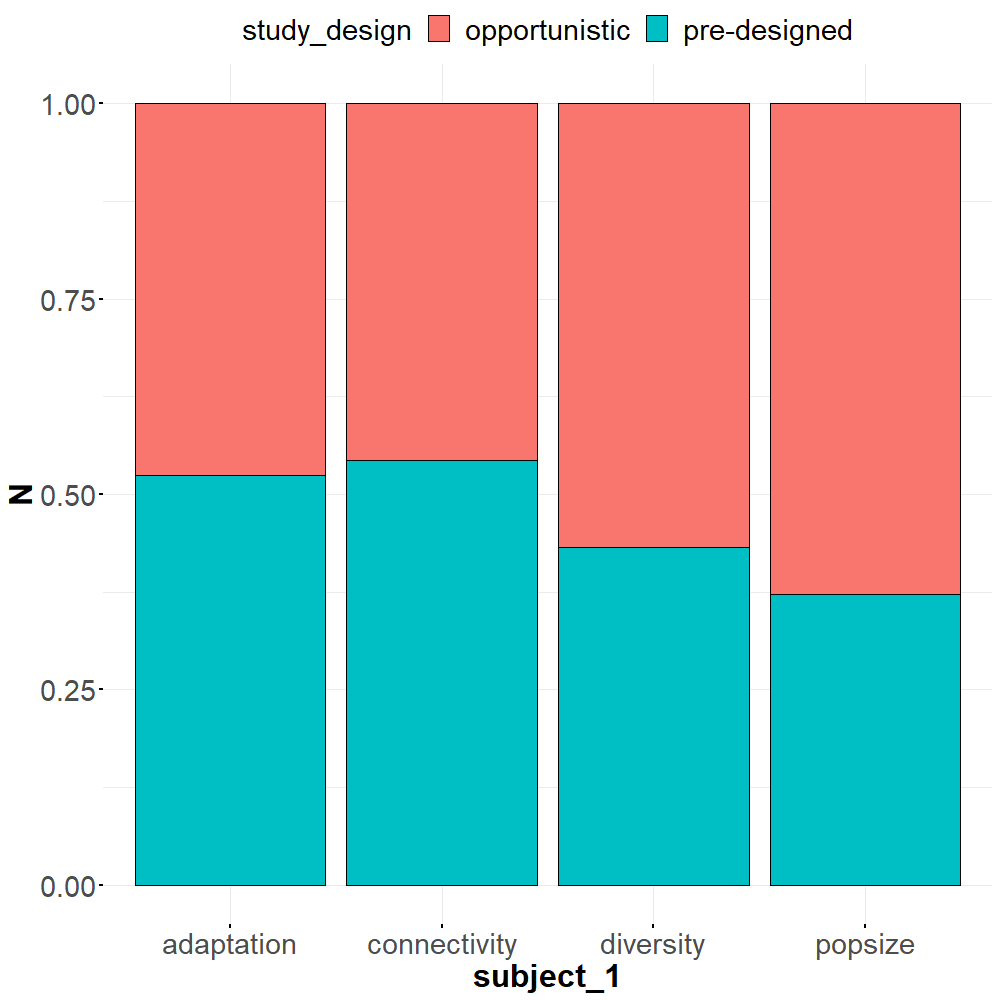 study_design opportunistic pre-designed
1.00
0.75
0.50
0.25
0.00
N
adaptation connectivity diversity popsize
subject_1